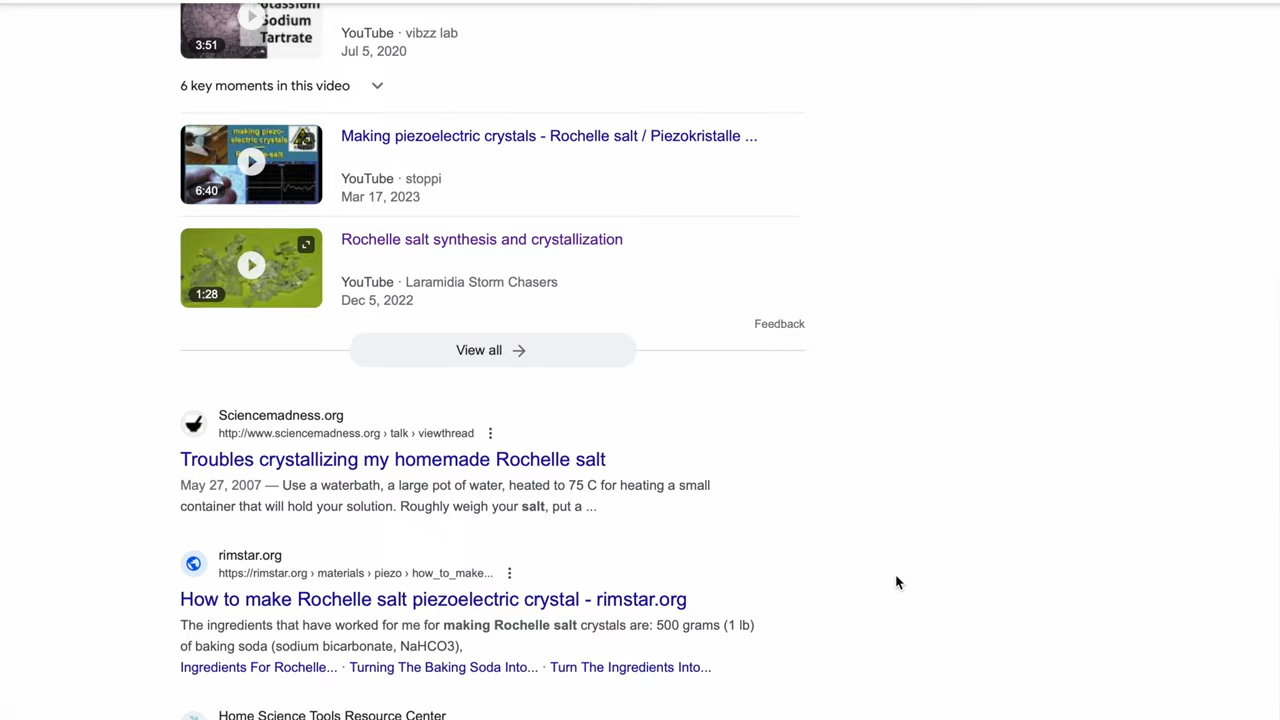 Sodium
Tartrate
3:51
YouTube · vibzz lab
Jul 5, 2020
6 key moments in this video
making piezo-
electric crystals
6:40
Making piezoelectric crystals - Rochelle salt / Piezokristalle ...
YouTube · stoppi
Mar 17, 2023
1:28
Rochelle salt synthesis and crystallization
YouTube · Laramidia Storm Chasers
Dec 5, 2022
Feedback
View all
Sciencemadness.org
http://www.sciencemadness.org › talk › viewthread
Troubles crystallizing my homemade Rochelle salt
May 27, 2007 — Use a waterbath, a large pot of water, heated to 75 C for heating a small
container that will hold your solution. Roughly weigh your salt, put a ...
rimstar.org
https://rimstar.org › materials › piezo › how_to_make...
How to make Rochelle salt piezoelectric crystal - rimstar.org
The ingredients that have worked for me for making Rochelle salt crystals are: 500 grams (1 lb)
of baking soda (sodium bicarbonate, NaHCO3),
Ingredients For Rochelle... · Turning The Baking Soda Into... · Turn The Ingredients Into...
Home Science Tools Resource Center